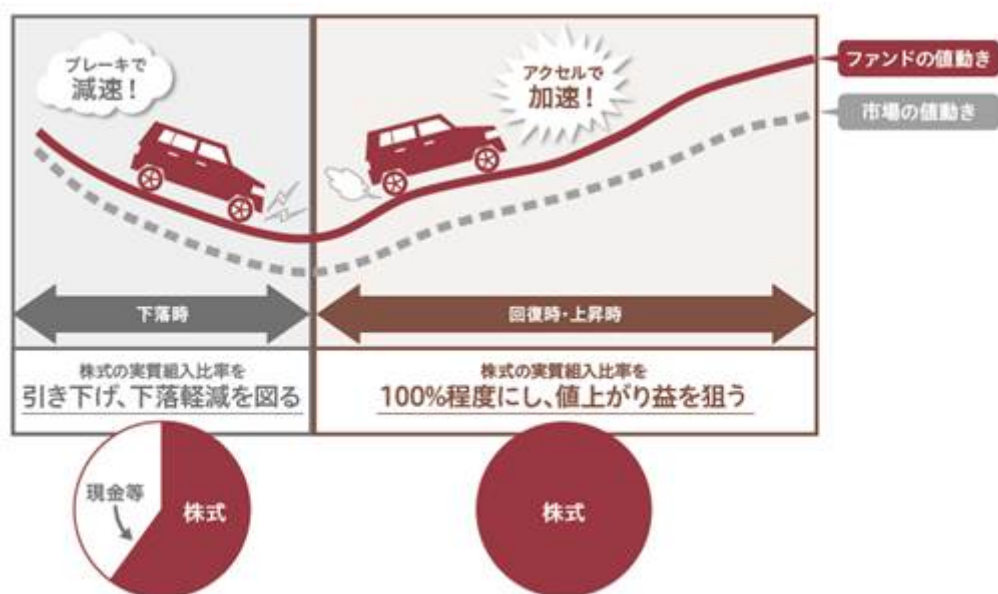 ブレーキで
減速！
アクセルで
加速！
ファンドの値動き
市場の値動き
下落時
回復時・上昇時
株式の実質組入比率を
引き下げ、下落軽減を図る
株式の実質組入比率を
100%程度にし、値上がり益を狙う
現金等
株式
株式